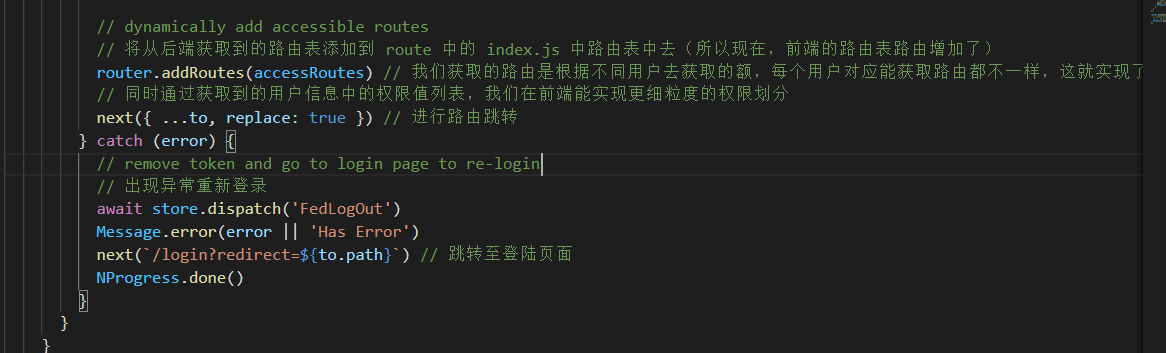 // dynamically add accessible routes
// 将从后端获取到的路由表添加到 route 中的 index.js 中路由表中去（所以现在，前端的路由表路由增加了）
router.addRoutes(accessRoutes) // 我们获取的路由是根据不同用户去获取的额，每个用户对应能获取路由都不一样，这就实现了
// 同时通过获取到的用户信息中的权限值列表，我们在前端能实现更细粒度的权限划分
next({ ...to, replace: true }) // 进行路由跳转
} catch (error) {
// remove token and go to login page to re-login
// 出现异常重新登录
await store.dispatch('FedLogOut')
Message.error(error || 'Has Error')
next(`/login?redirect=${to.path}`) // 跳转至登陆页面
NProgress.done()
}
}
}